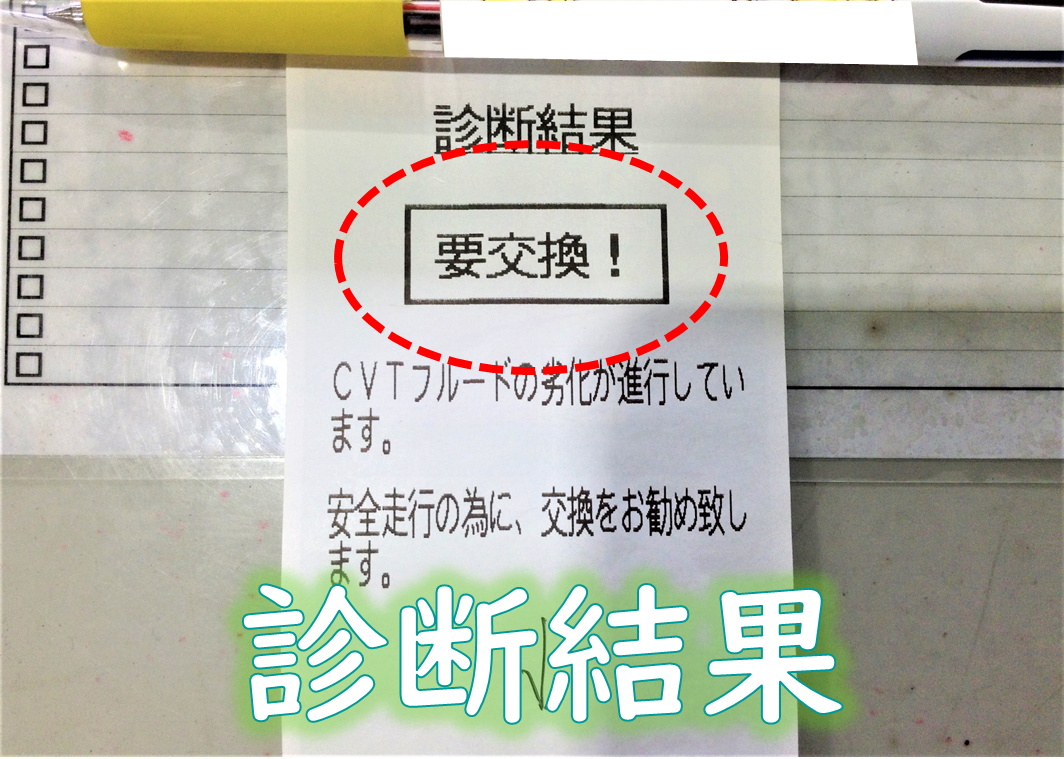 診断結果
要交換！
ＣＶＴフルードの劣化が進行してい
ます。
安全走行の為に、交換をお勧め致し
ます。
診断結果